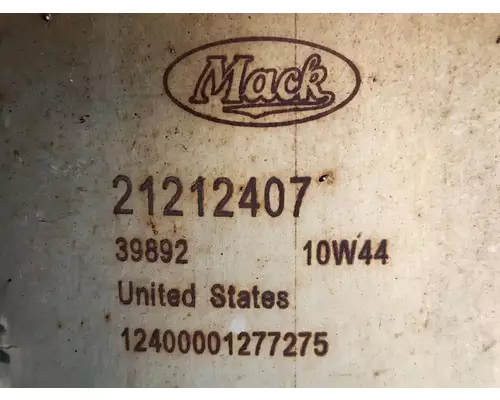 Mack
21212407
39892 10W44
United States
12400001277275